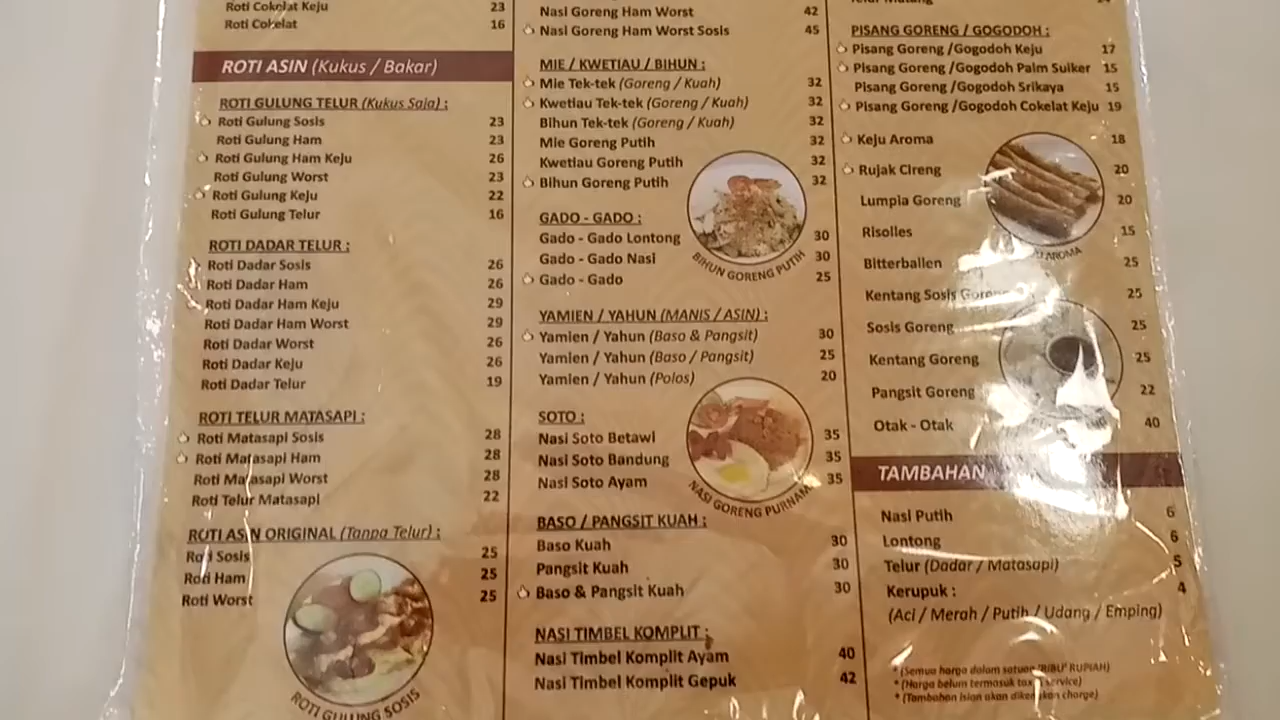 Roti Cokelat Keju 23
Roti Cokelat 16
ROTI ASIN (Kukus / Bakar)
ROTI GULUNG TELUR (Kukus Saja) :
Roti Gulung Sosis 23
Roti Gulung Ham 23
Roti Gulung Ham Keju 26
Roti Gulung Worst 23
Roti Gulung Keju 22
Roti Gulung Telur 16
ROTI DADAR TELUR :
Roti Dadar Sosis 26
Roti Dadar Ham 26
Roti Dadar Ham Keju 29
Roti Dadar Ham Worst 29
Roti Dadar Worst 26
Roti Dadar Keju 26
Roti Dadar Telur 19
ROTI TELUR MATASAPI :
Roti Matasapi Sosis 28
Roti Matasapi Ham 28
Roti Matasapi Worst 28
Roti Telur Matasapi 22
ROTI ASIN ORIGINAL (Tanpa Telur) :
Roti Sosis 25
Roti Ham 25
Roti Worst 25
ROTI GULUNG SOSIS
Nasi Goreng Ham Worst 42
Nasi Goreng Ham Worst Sosis 45
MIE / KWETIAU / BIHUN :
Mie Tek-tek (Goreng / Kuah) 32
Kwetiau Tek-tek (Goreng / Kuah) 32
Bihun Tek-tek (Goreng / Kuah) 32
Mie Goreng Putih 32
Kwetiau Goreng Putih 32
Bihun Goreng Putih 32
BIHUN GORENG PUTIH
GADO - GADO :
Gado - Gado Lontong 30
Gado - Gado Nasi 30
Gado - Gado 25
YAMIEN / YAHUN (MANIS / ASIN) :
Yamien / Yahun (Baso & Pangsit) 30
Yamien / Yahun (Baso / Pangsit) 25
Yamien / Yahun (Polos) 20
SOTO :
Nasi Soto Betawi 35
Nasi Soto Bandung 35
Nasi Soto Ayam 35
NASI GORENG PURNAMA
BASO / PANGSIT KUAH :
Baso Kuah 30
Pangsit Kuah 30
Baso & Pangsit Kuah 30
NASI TIMBEL KOMPLIT :
Nasi Timbel Komplit Ayam 40
Nasi Timbel Komplit Gepuk 42
PISANG GORENG / GOGODOH :
Pisang Goreng /Gogodoh Keju 17
Pisang Goreng /Gogodoh Palm Suiker 15
Pisang Goreng /Gogodoh Srikaya 15
Pisang Goreng /Gogodoh Cokelat Keju 19
Keju Aroma 18
Rujak Cireng 20
Lumpia Goreng 20
Risolles 15
AROMA
Bitterballen 25
Kentang Sosis Goreng 25
Sosis Goreng 25
Kentang Goreng 25
Pangsit Goreng 22
Otak - Otak 40
TAMBAHAN
Nasi Putih 6
Lontong 6
Telur (Dadar / Matasapi) 5
Kerupuk : 4
(Aci / Merah / Putih / Udang / Emping)
* (Semua harga dalam satuan 'RIBU' RUPIAH)
* (Harga belum termasuk tax service)
* (Tambahan isian akan dikenakan charge)